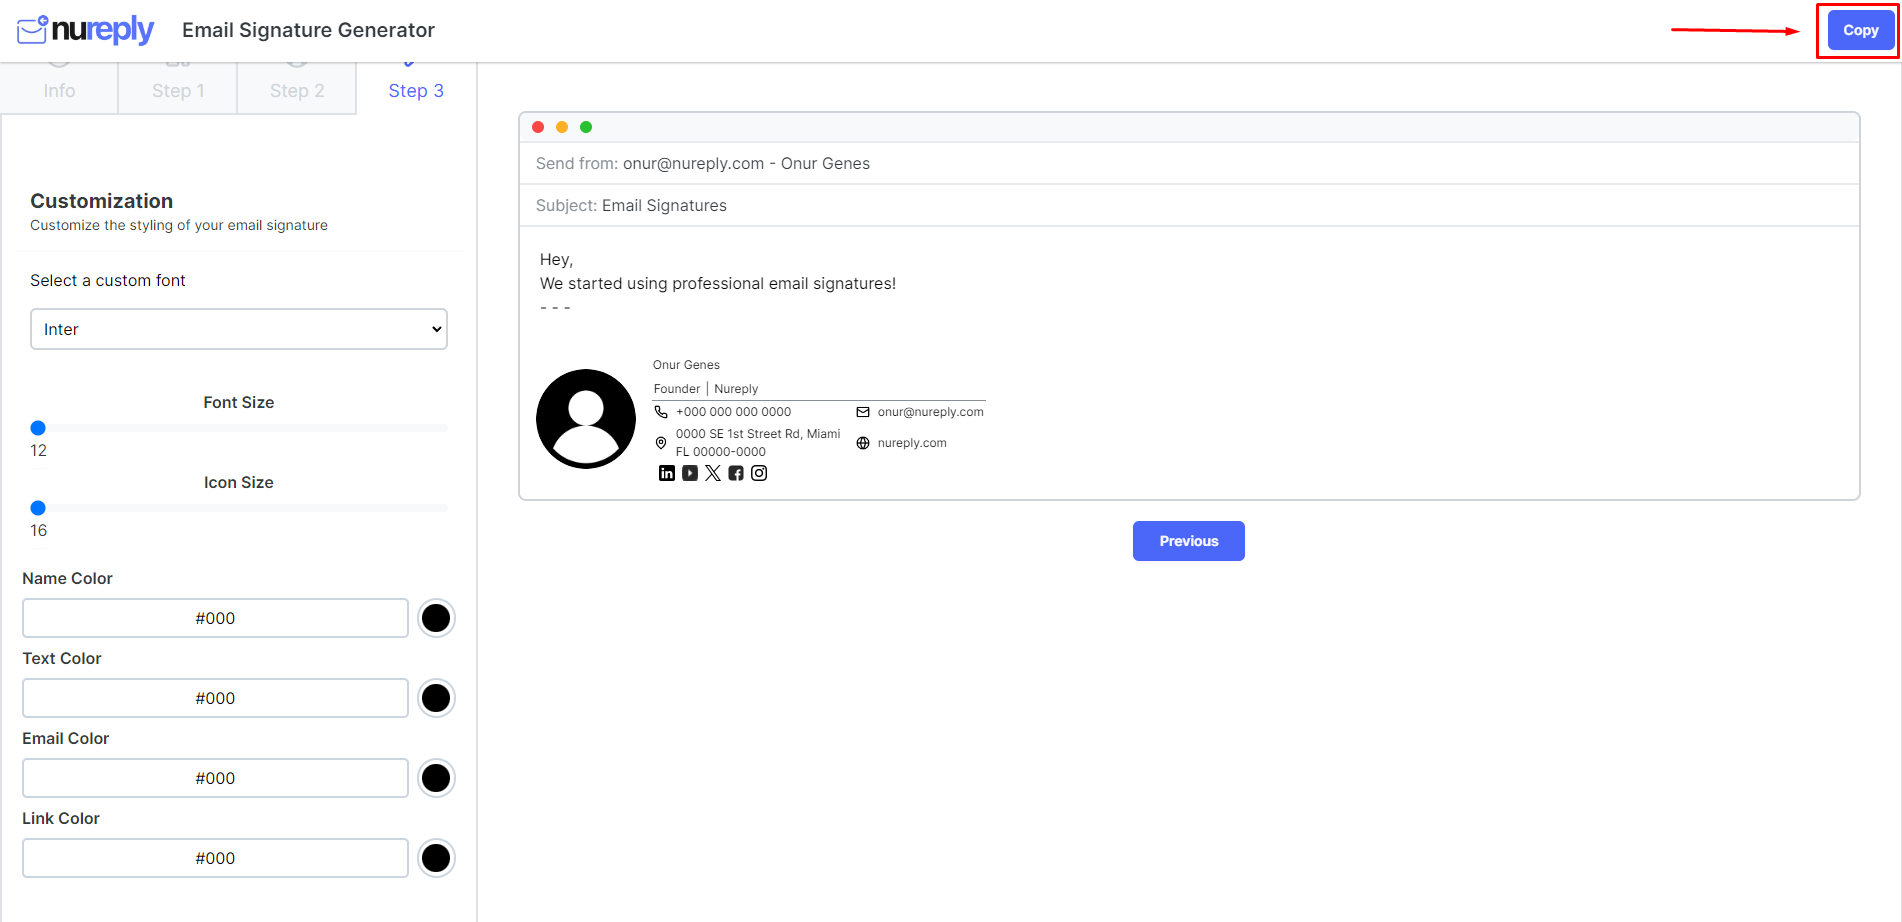 nureply Email Signature Generator
Copy
Info Step 1 Step 2 Step 3
Customization
Customize the styling of your email signature
Select a custom font
Inter
Font Size
12
Icon Size
16
Name Color
#000
Text Color
#000
Email Color
#000
Link Color
#000
Send from: onur@nureply.com - Onur Genes
Subject: Email Signatures
Hey,
We started using professional email signatures!
- - -
Onur Genes
Founder | Nureply
+000 000 000 0000 onur@nureply.com
0000 SE 1st Street Rd, Miami
FL 00000-0000
nureply.com
Previous